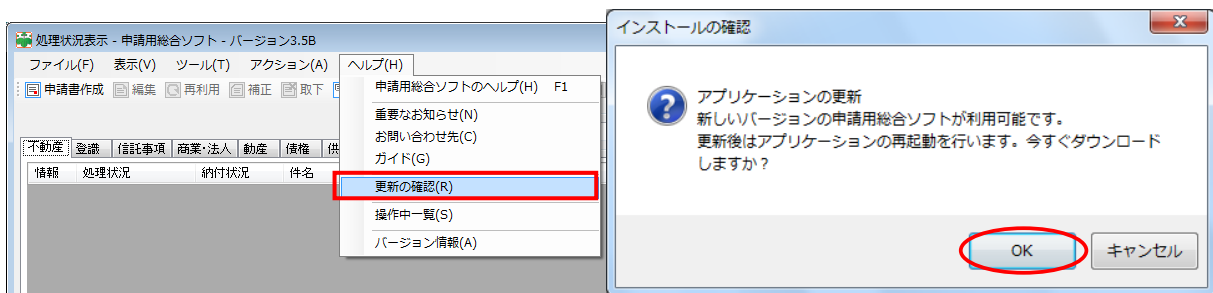 処理状況表示 - 申請用総合ソフト - バージョン3.5B
ファイル(F) 表示(V) ツール(T) アクション(A) ヘルプ(H)
申請書作成 編集 再利用 補正 取下
不動産 登識 信託事項 商業・法人 動産 債権 供
情報 処理状況 納付状況 件名
申請用総合ソフトのヘルプ(H) F1
重要なお知らせ(N)
お問い合わせ先(C)
ガイド(G)
更新の確認(R)
操作中一覧(S)
バージョン情報(A)
インストールの確認
アプリケーションの更新
新しいバージョンの申請用総合ソフトが利用可能です。
更新後はアプリケーションの再起動を行います。今すぐダウンロード
しますか？
OK キャンセル